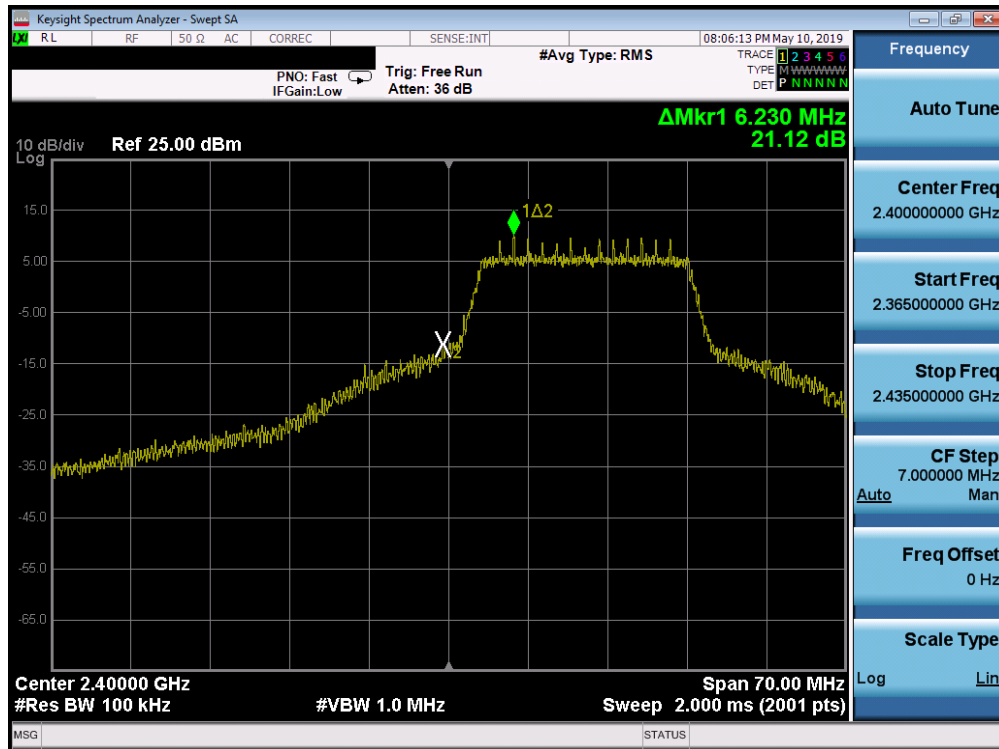 Keysight Spectrum Analyzer - Swept SA
LXI RL RF 50 Ω AC CORREC SENSE:INT 08:06:13 PM May 10, 2019
#Avg Type: RMS TRACE 1 2 3 4 5 6
PNO: Fast Trig: Free Run TYPE M W W W W W
IFGain:Low Atten: 36 dB DET P N N N N N
ΔMkr1 6.230 MHz
21.12 dB
10 dB/div Ref 25.00 dBm
Log
1Δ2
15.0
5.00
-5.00
X2
-15.0
-25.0
-35.0
-45.0
-55.0
-65.0
Center 2.40000 GHz Span 70.00 MHz
#Res BW 100 kHz #VBW 1.0 MHz Sweep 2.000 ms (2001 pts)
MSG STATUS
Frequency
Auto Tune
Center Freq
2.400000000 GHz
Start Freq
2.365000000 GHz
Stop Freq
2.435000000 GHz
CF Step
7.000000 MHz
Auto Man
Freq Offset
0 Hz
Scale Type
Log Lin